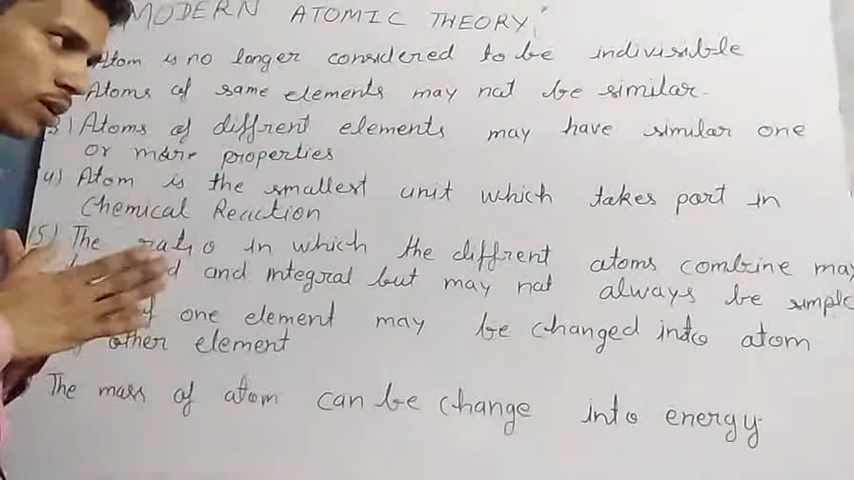 MODERN ATOMIC THEORY
Atom is no longer considered to be indivisible
Atoms of same elements may not be similar.
3.) Atoms of diffrent elements may have similar one
or more properties
4) Atom is the smallest unit which takes part in
Chemical Reaction
(5) The ratio in which the diffrent atoms combine may
and integral but may not always be simple
of one element may be changed into atom
other element
The mass of atom can be change into energy.